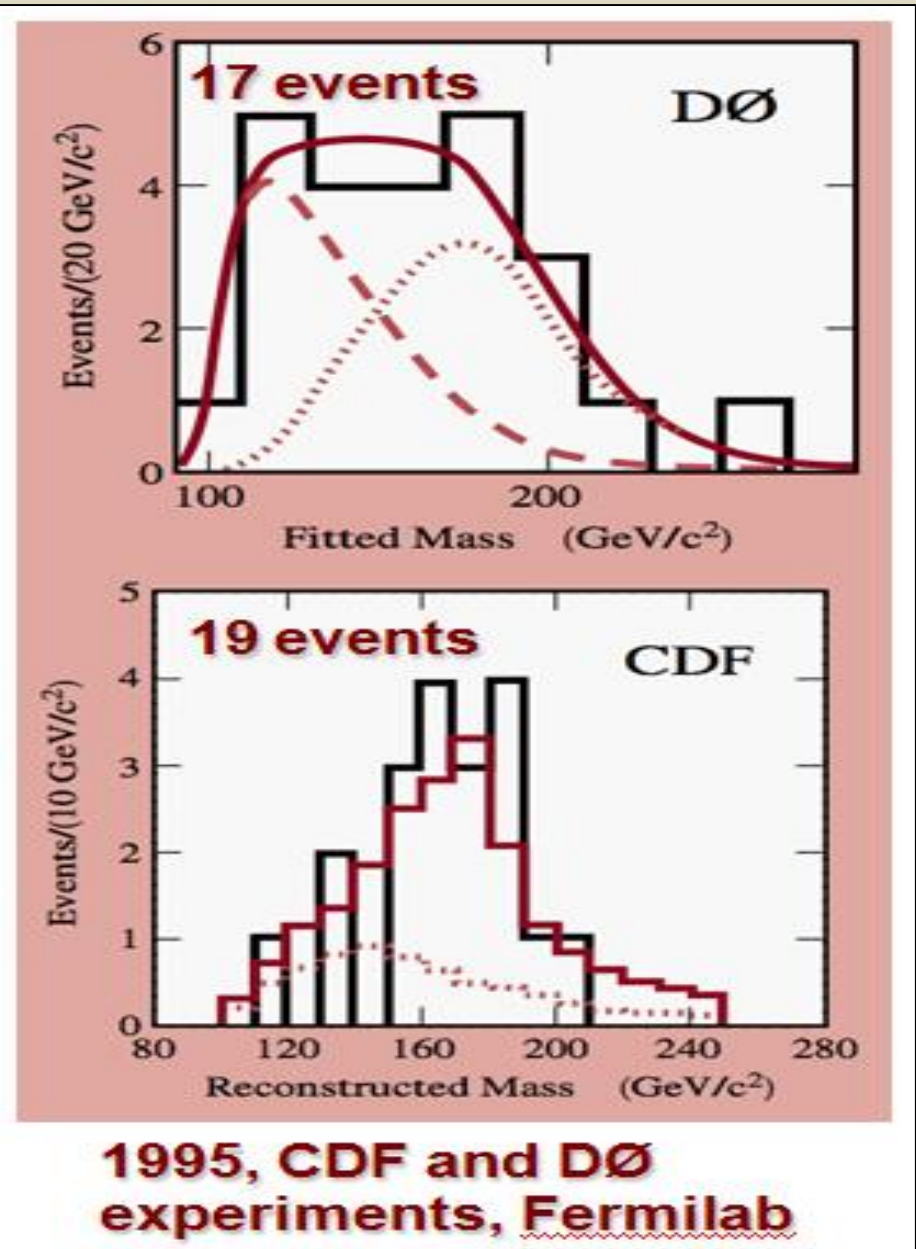 6
17 events
DØ
Events/(20 GeV/c²)
4
2
0
100
200
Fitted Mass (GeV/c²)
5
19 events
CDF
Events/(10 GeV/c²)
4
3
2
1
0
80 120 160 200 240 280
Reconstructed Mass (GeV/c²)
1995, CDF and DØ
experiments, Fermilab